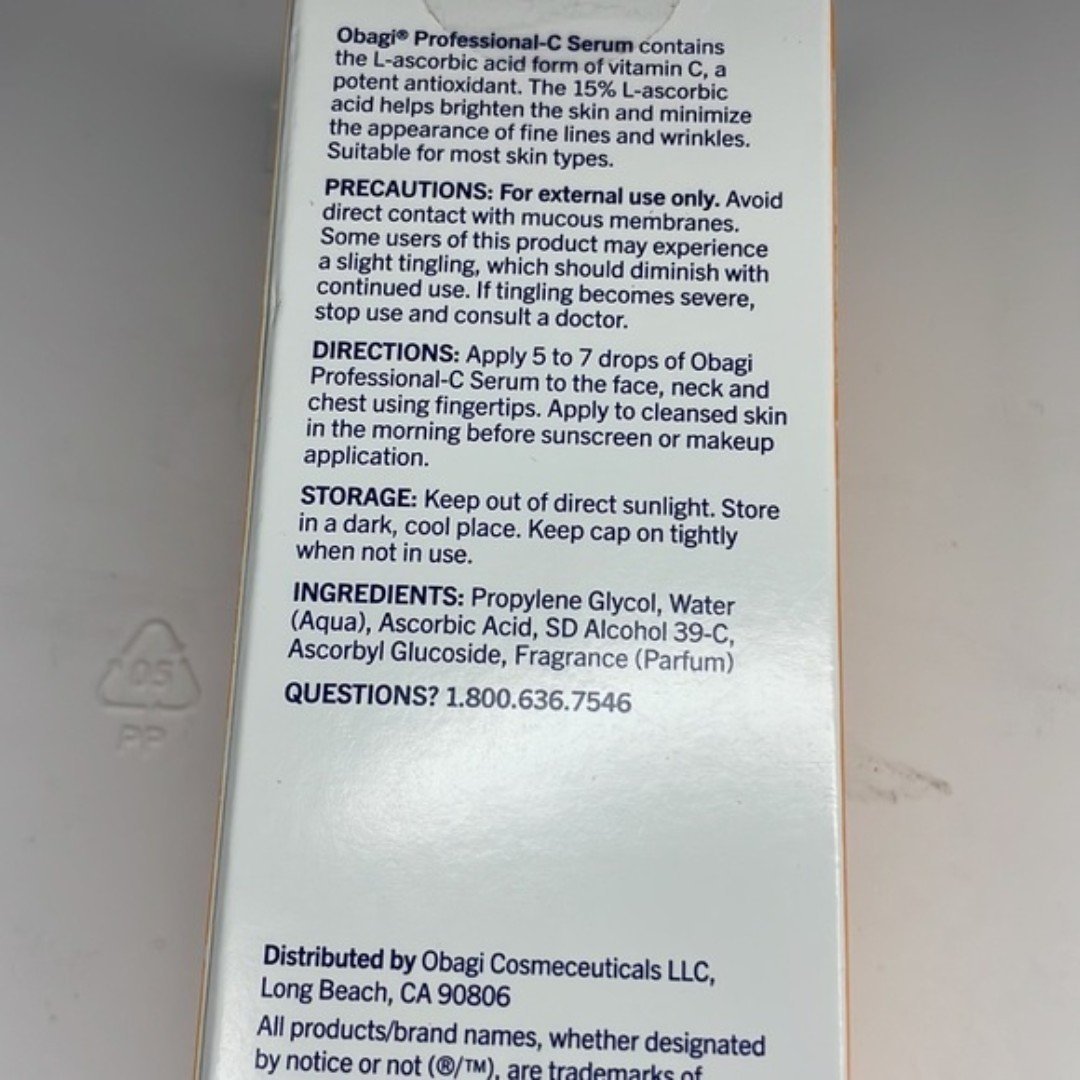 Obagi® Professional-C Serum contains
the L-ascorbic acid form of vitamin C, a
potent antioxidant. The 15% L-ascorbic
acid helps brighten the skin and minimize
the appearance of fine lines and wrinkles.
Suitable for most skin types.
PRECAUTIONS: For external use only. Avoid
direct contact with mucous membranes.
Some users of this product may experience
a slight tingling, which should diminish with
continued use. If tingling becomes severe,
stop use and consult a doctor.
DIRECTIONS: Apply 5 to 7 drops of Obagi
Professional-C Serum to the face, neck and
chest using fingertips. Apply to cleansed skin
in the morning before sunscreen or makeup
application.
STORAGE: Keep out of direct sunlight. Store
in a dark, cool place. Keep cap on tightly
when not in use.
INGREDIENTS: Propylene Glycol, Water
(Aqua), Ascorbic Acid, SD Alcohol 39-C,
Ascorbyl Glucoside, Fragrance (Parfum)
QUESTIONS? 1.800.636.7546
Distributed by Obagi Cosmeceuticals LLC,
Long Beach, CA 90806
All products/brand names, whether designated
by notice or not (®/TM), are trademarks of
05
PP